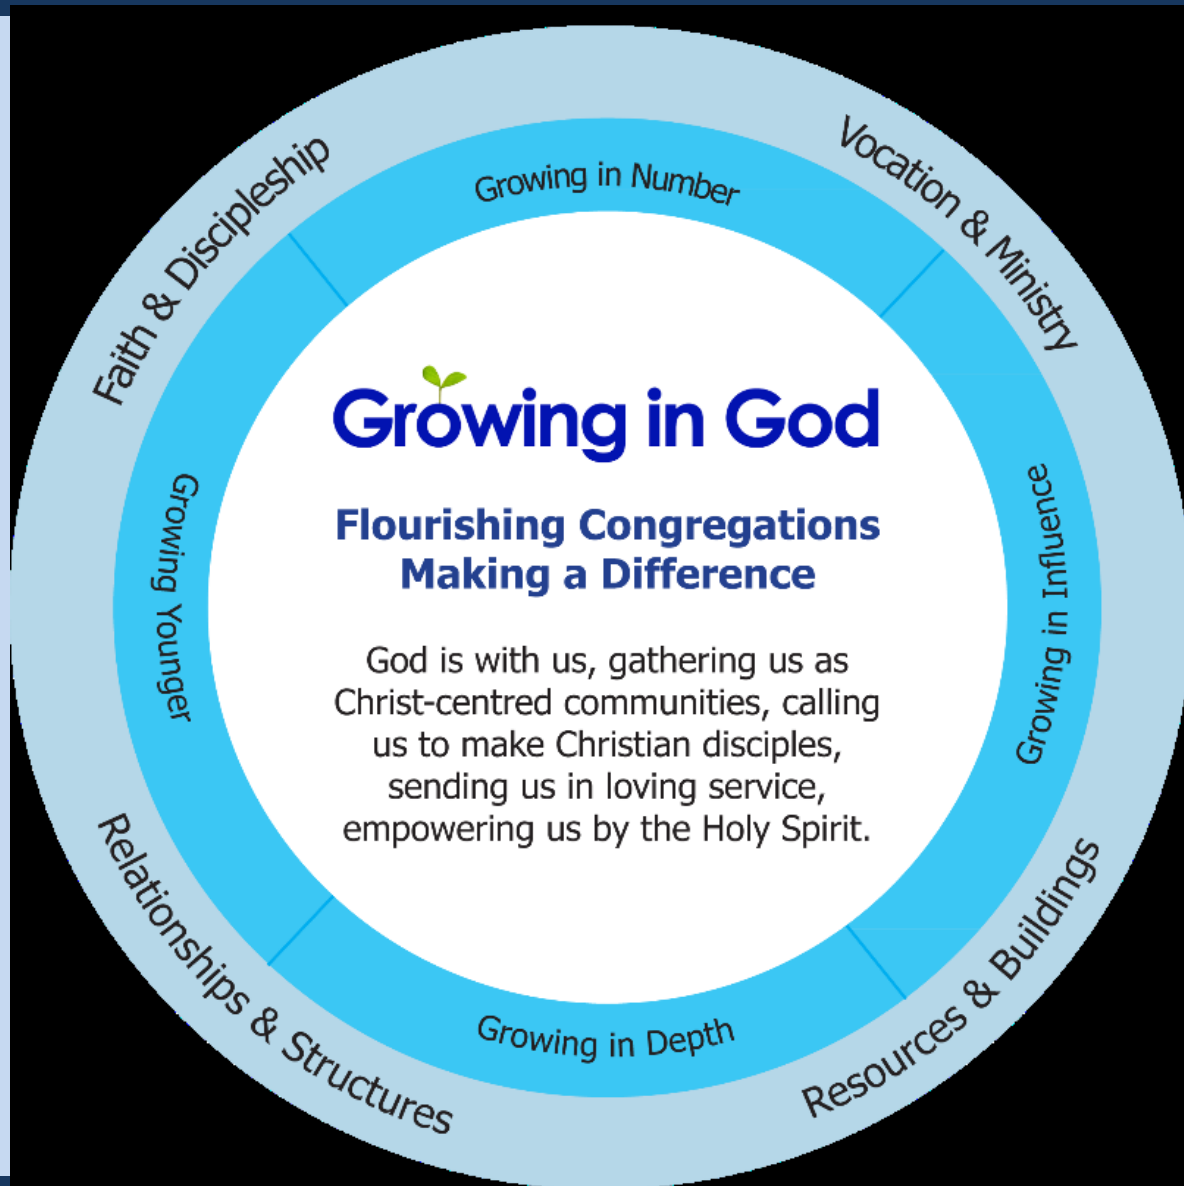 Faith & Discipleship
Vocation & Ministry
Growing in Number
Growing in God
Flourishing Congregations
Making a Difference
God is with us, gathering us as
Christ-centred communities, calling
us to make Christian disciples,
sending us in loving service,
empowering us by the Holy Spirit.
Growing Younger
Growing in Influence
Growing in Depth
Relationships & Structures
Resources & Buildings